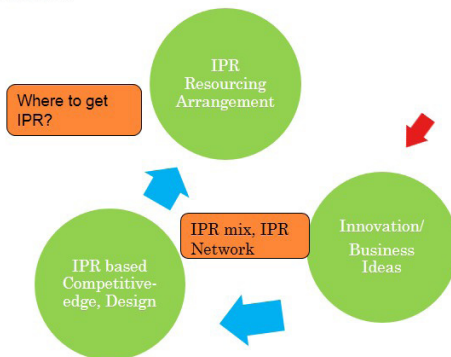 IPR
Resourcing
Arrangement
Where to get
IPR?
IPR mix, IPR
Network
Innovation/
Business
Ideas
IPR based
Competitive-
edge, Design